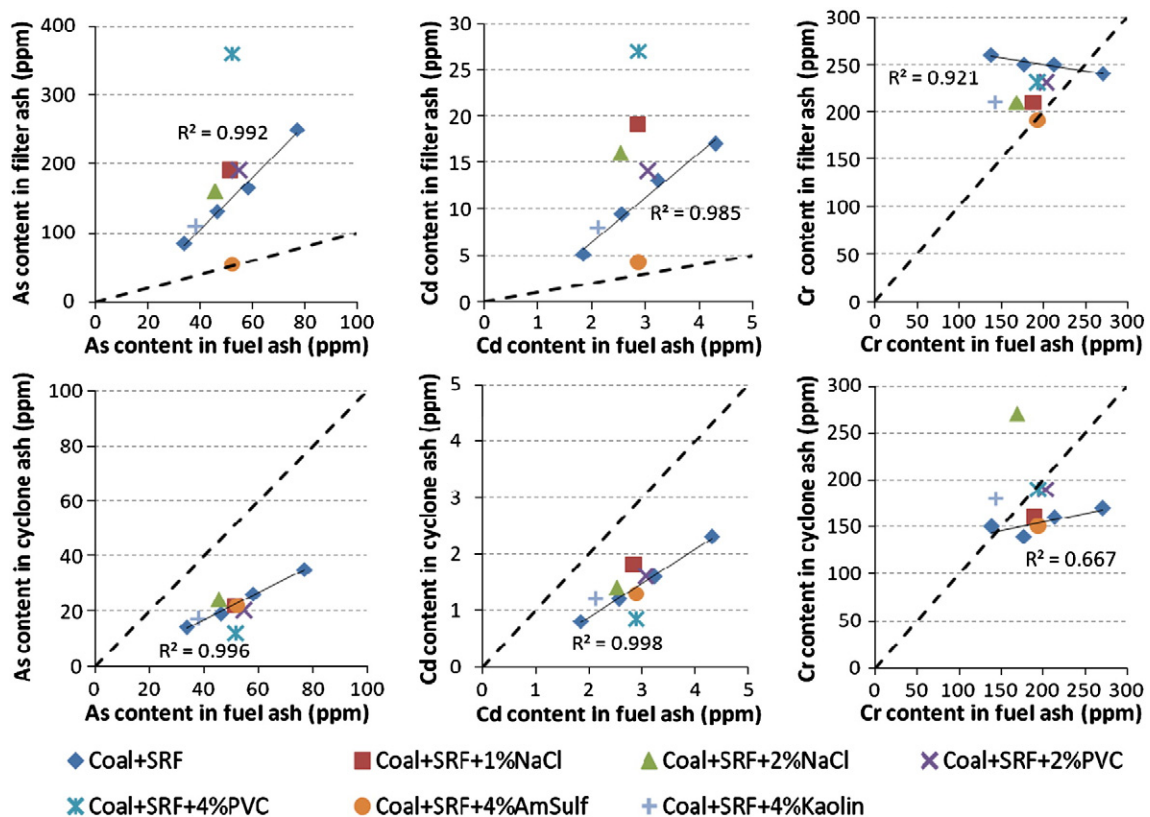 As content in filter ash (ppm)
400
300
200
100
0
R² = 0.992
0 20 40 60 80 100
As content in fuel ash (ppm)
Cd content in filter ash (ppm)
30
25
20
15
10
5
0
R² = 0.985
0 1 2 3 4 5
Cd content in fuel ash (ppm)
Cr content in filter ash (ppm)
300
250
200
150
100
50
0
R² = 0.921
0 50 100 150 200 250 300
Cr content in fuel ash (ppm)
As content in cyclone ash (ppm)
100
80
60
40
20
0
R² = 0.996
0 20 40 60 80 100
As content in fuel ash (ppm)
Cd content in cyclone ash (ppm)
5
4
3
2
1
0
R² = 0.998
0 1 2 3 4 5
Cd content in fuel ash (ppm)
Cr content in cyclone ash (ppm)
300
250
200
150
100
50
0
R² = 0.667
0 50 100 150 200 250 300
Cr content in fuel ash (ppm)
Coal+SRF
Coal+SRF+1%NaCl
Coal+SRF+2%NaCl
Coal+SRF+2%PVC
Coal+SRF+4%PVC
Coal+SRF+4%AmSulf
Coal+SRF+4%Kaolin